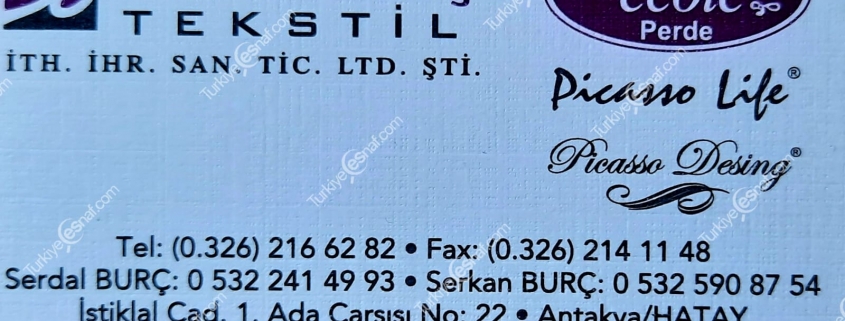 TEKSTİL
İTH. İHR. SAN. TİC. LTD. ŞTİ.
Perde
Picasso Life®
Picasso Desing®
Tel: (0.326) 216 62 82 • Fax: (0.326) 214 11 48
Serdal BURÇ: 0 532 241 49 93 • Serkan BURÇ: 0 532 590 87 54
İstiklal Cad. 1. Ada Çarşısı No: 22 • Antakya/HATAY
TurkiyeEsnaf.com